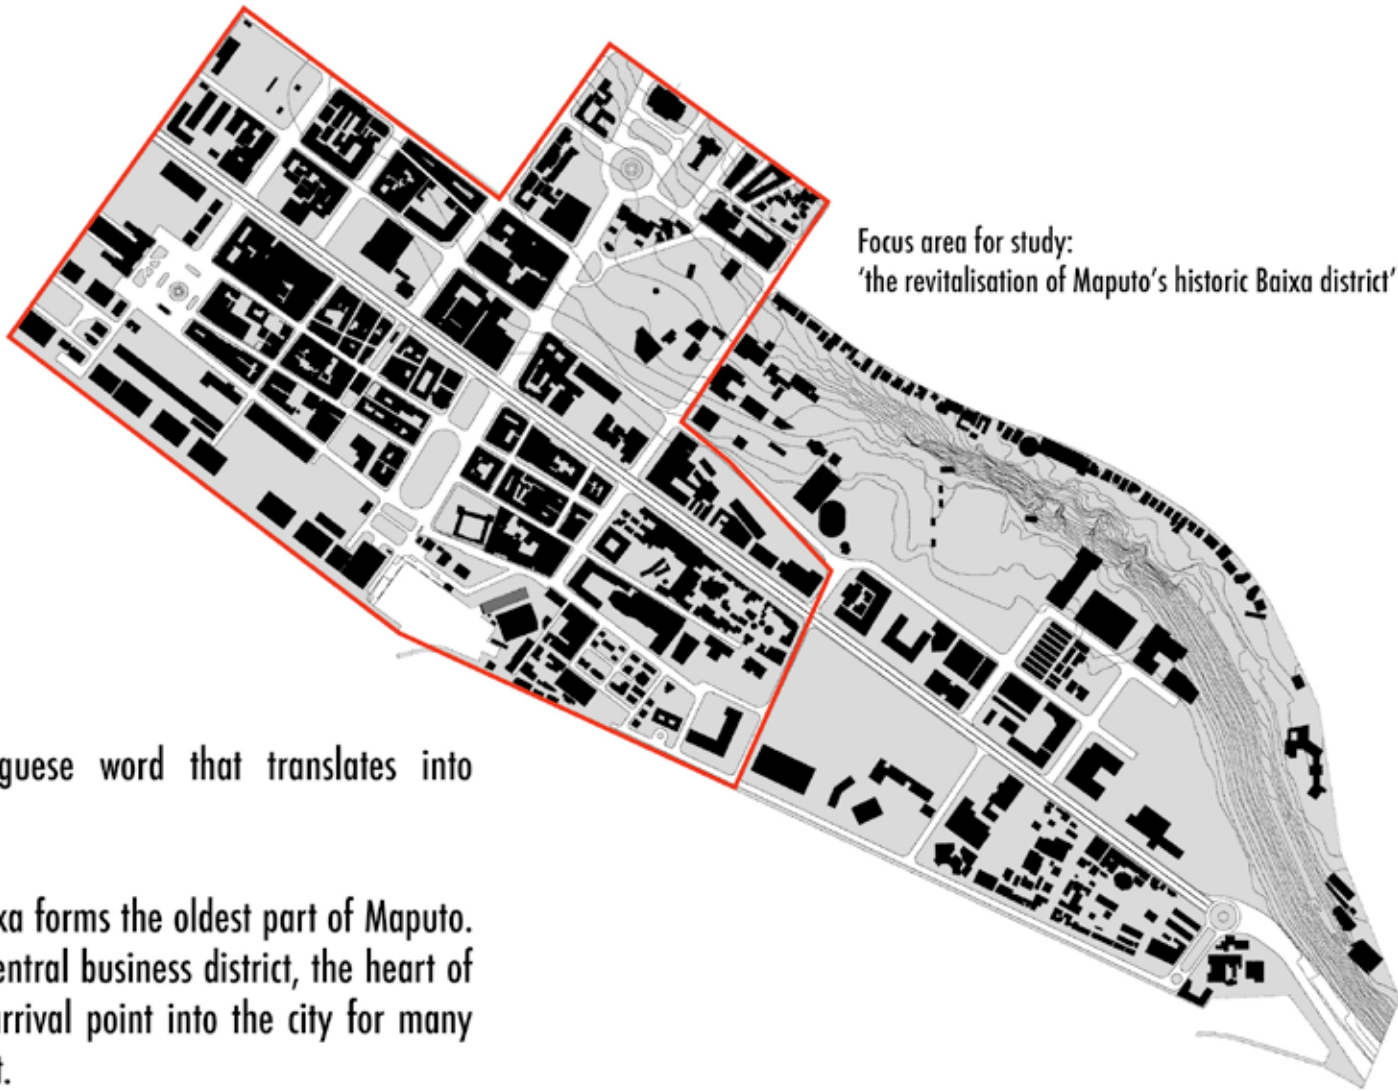 Focus area for study:
'the revitalisation of Maputo's historic Baixa district'
guese word that translates into
xa forms the oldest part of Maputo.
entral business district, the heart of
arrival point into the city for many
t.